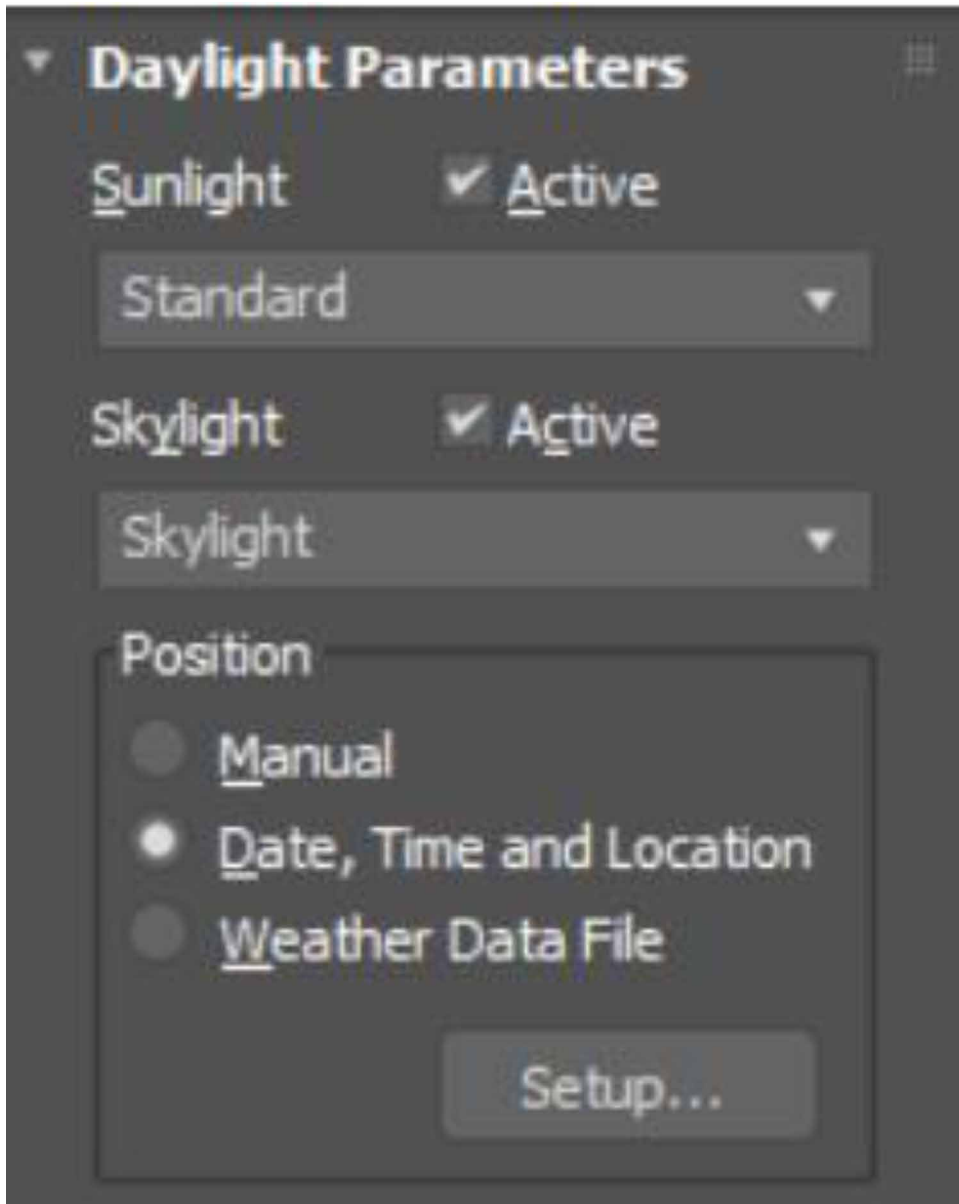 Daylight Parameters
Sunlight Active
Standard
Skylight Active
Skylight
Position
Manual
Date, Time and Location
Weather Data File
Setup...